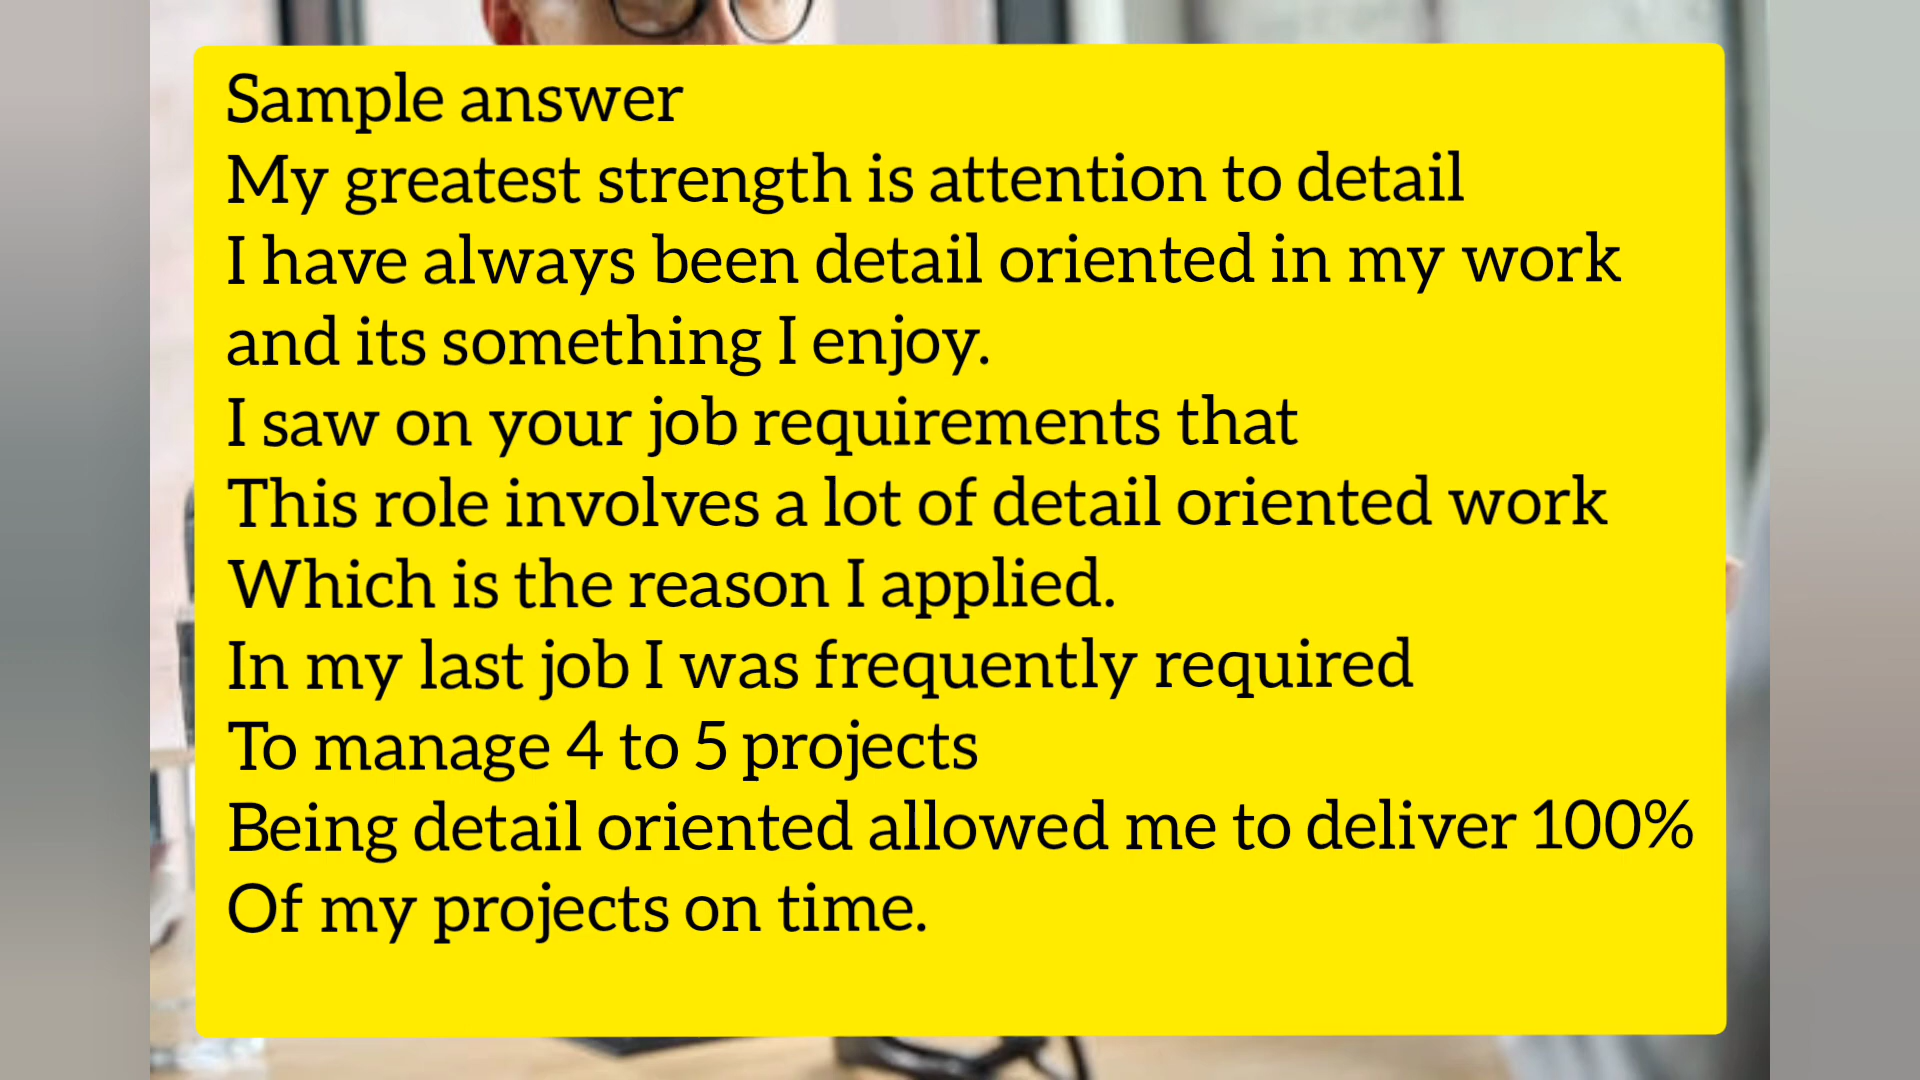 Sample answer
My greatest strength is attention to detail
I have always been detail oriented in my work
and its something I enjoy.
I saw on your job requirements that
This role involves a lot of detail oriented work
Which is the reason I applied.
In my last job I was frequently required
To manage 4 to 5 projects
Being detail oriented allowed me to deliver 100%
Of my projects on time.